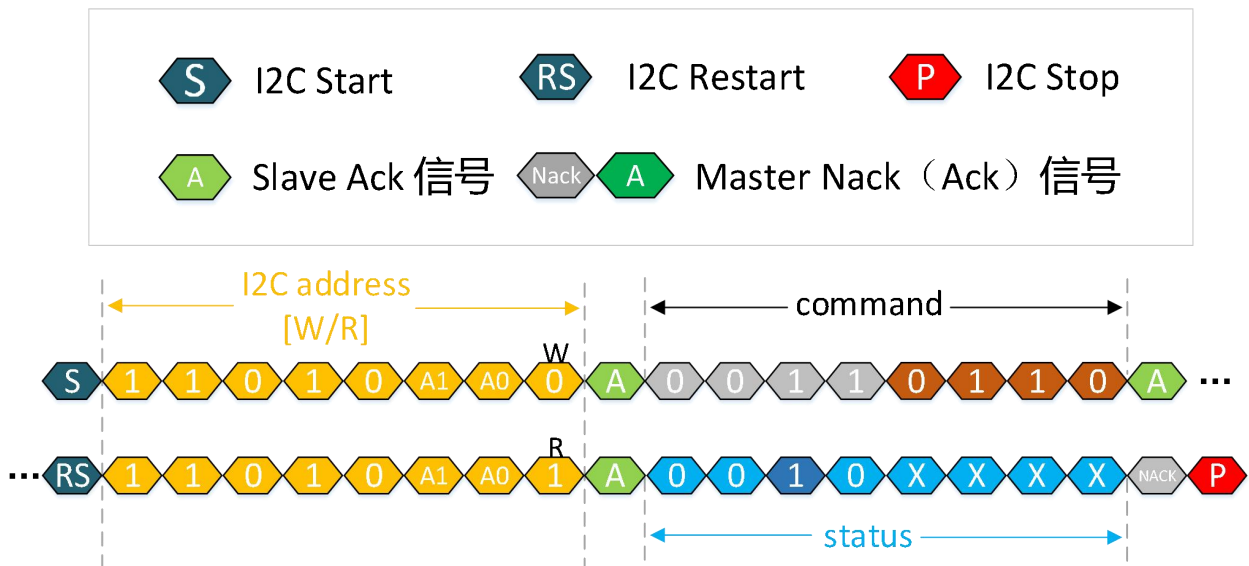 S I2C Start RS I2C Restart P I2C Stop
A Slave Ack 信号 Nack A Master Nack（Ack）信号
I2C address
[W/R]
command
W
S 1 1 0 1 0 A1 A0 0 A 0 0 1 1 0 1 1 0 A ...
R
... RS 1 1 0 1 0 A1 A0 1 A 0 0 1 0 X X X X NACK P
status